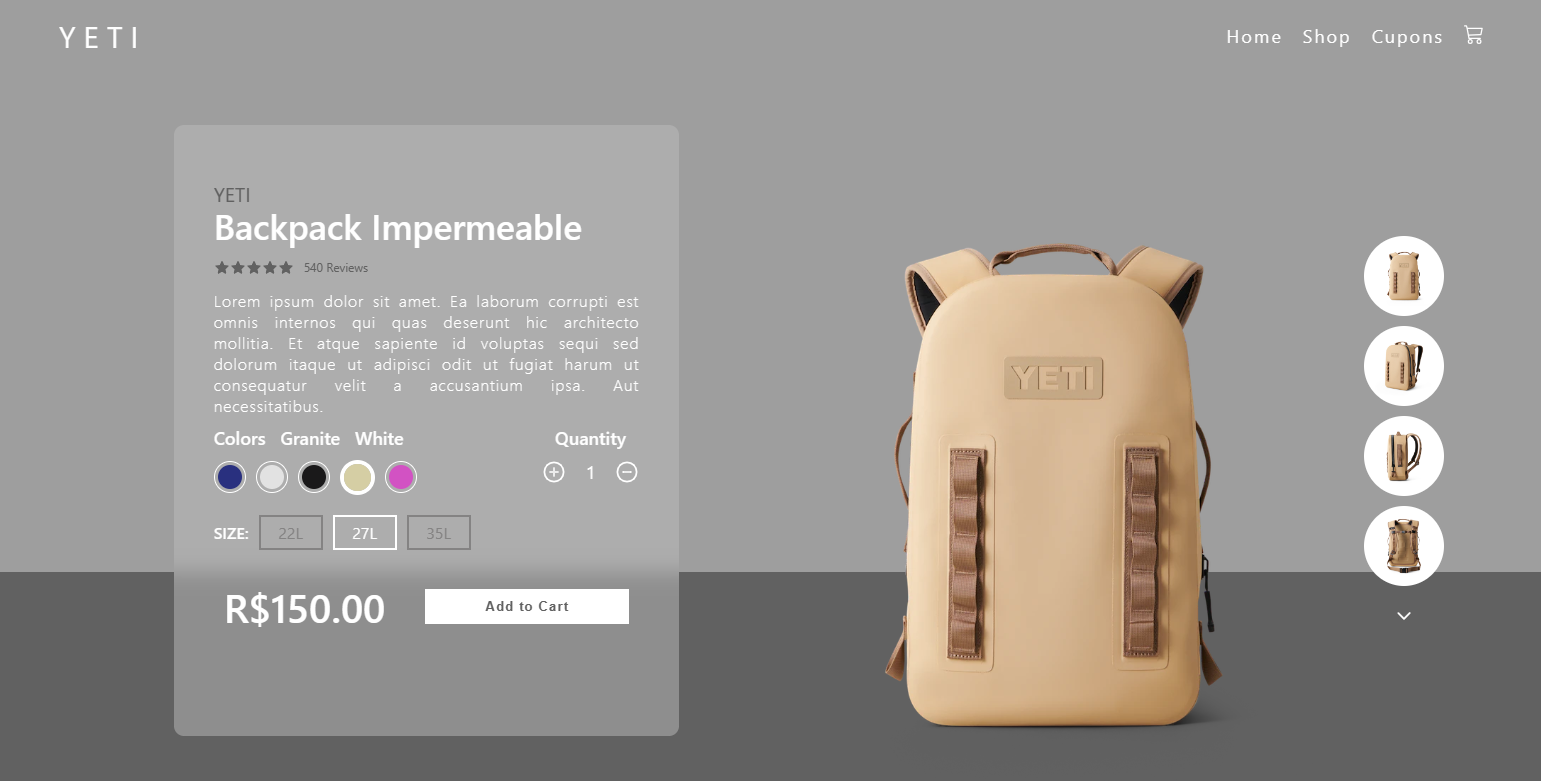 YETI
Home Shop Cupons
YETI
Backpack Impermeable
540 Reviews
Lorem ipsum dolor sit amet. Ea laborum corrupti est
omnis internos qui quas deserunt hic architecto
mollitia. Et atque sapiente id voluptas sequi sed
dolorum itaque ut adipisci odit ut fugiat harum ut
consequatur velit a accusantium ipsa. Aut
necessitatibus.
Colors Granite White
Quantity
1
SIZE: 22L 27L 35L
R$150.00
Add to Cart
YETI